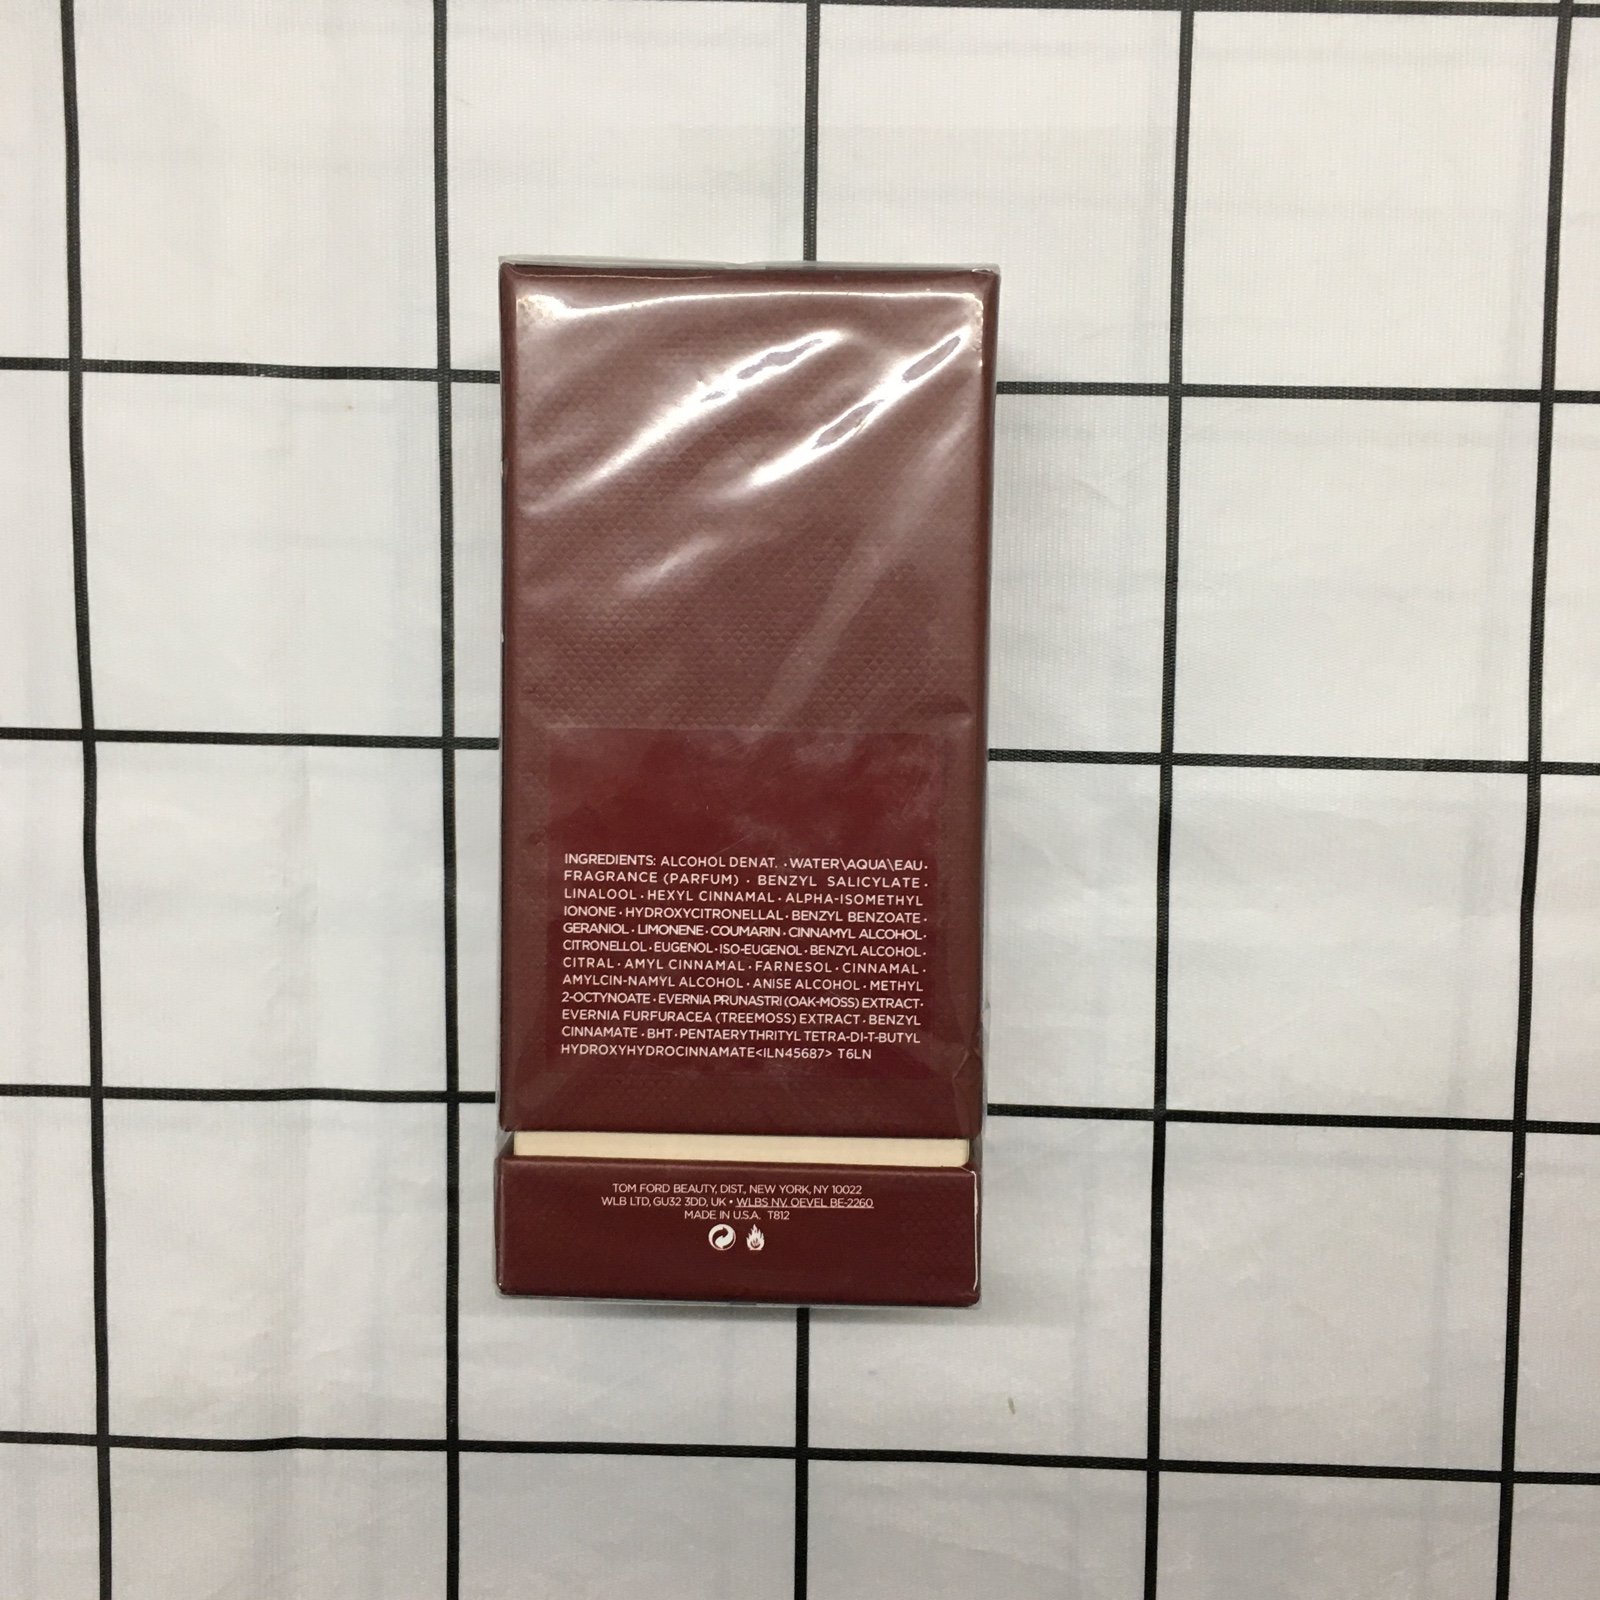 INGREDIENTS: ALCOHOL DENAT. · WATER\AQUA\EAU ·
FRAGRANCE (PARFUM) · BENZYL SALICYLATE ·
LINALOOL · HEXYL CINNAMAL · ALPHA-ISOMETHYL
IONONE · HYDROXYCITRONELLAL · BENZYL BENZOATE ·
GERANIOL · LIMONENE · COUMARIN · CINNAMYL ALCOHOL ·
CITRONELLOL · EUGENOL · ISO-EUGENOL · BENZYL ALCOHOL ·
CITRAL · AMYL CINNAMAL · FARNESOL · CINNAMAL ·
AMYLCIN-NAMYL ALCOHOL · ANISE ALCOHOL · METHYL
2-OCTYNOATE · EVERNIA PRUNASTRI (OAK-MOSS) EXTRACT ·
EVERNIA FURFURACEA (TREEMOSS) EXTRACT · BENZYL
CINNAMATE · BHT · PENTAERYTHRITYL TETRA-DI-T-BUTYL
HYDROXYHYDROCINNAMATE<ILN45687> T6LN
TOM FORD BEAUTY, DIST., NEW YORK, NY 10022
WLB LTD, GU32 3DD, UK • WLBS NV, OEVEL BE-2260
MADE IN U.S.A. T812